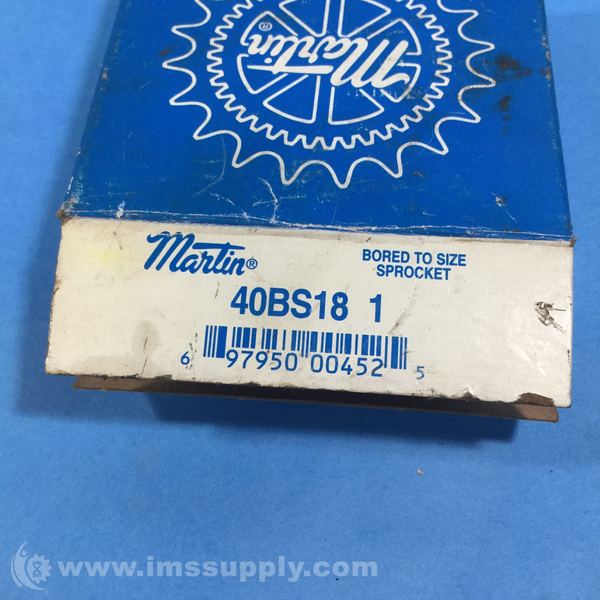 Martin®
Martin®
BORED TO SIZE
SPROCKET
40BS18 1
6 97950 00452 5
www.imssupply.com